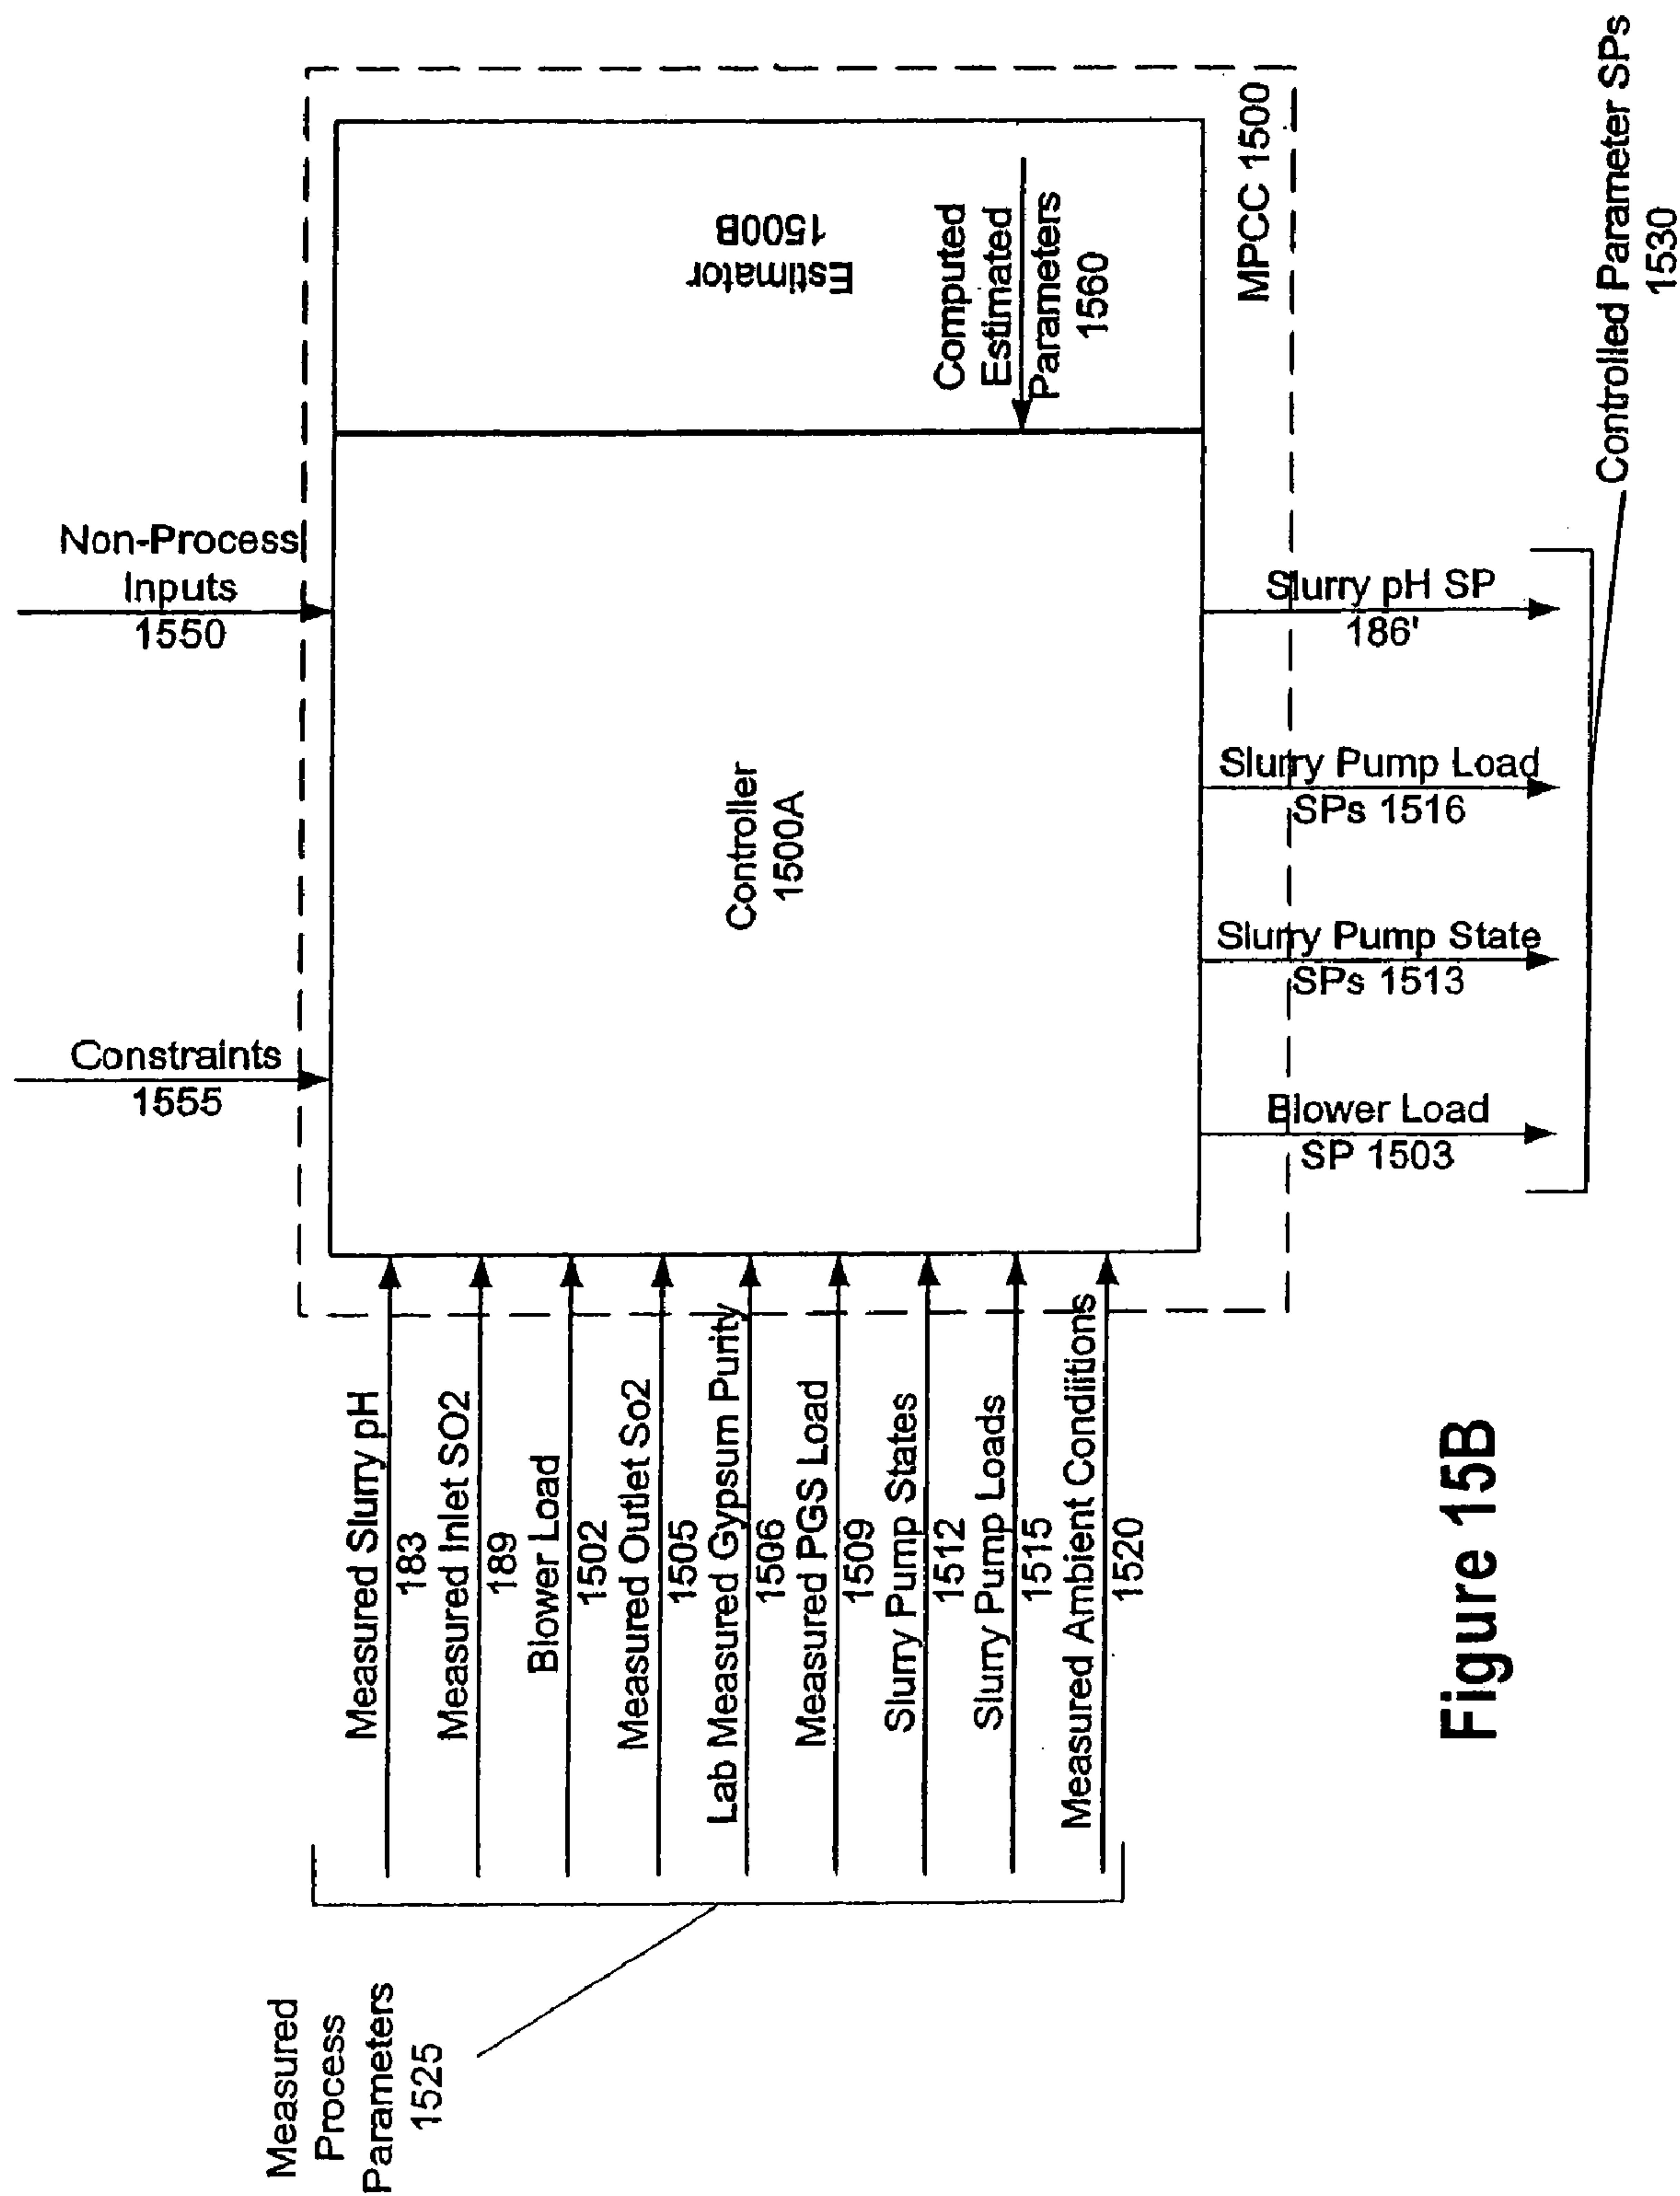 Non-Process
Inputs
1550
Constraints
1555
Measured
Process
Parameters
1525
Measured Slurry pH
183
Measured Inlet SO2
189
Blower Load
1502
Measured Outlet So2
1505
Lab Measured Gypsum Purity
1506
Measured PGS Load
1509
Slurry Pump States
1512
Slurry Pump Loads
1515
Measured Ambient Conditions
1520
Controller
1500A
Estimator
1500B
Computed
Estimated
Parameters
1560
MPCC 1500
Slurry pH SP
186'
Slurry Pump Load
SPs 1516
Slurry Pump State
SPs 1513
Blower Load
SP 1503
Controlled Parameter SPs
1530
Figure 15B